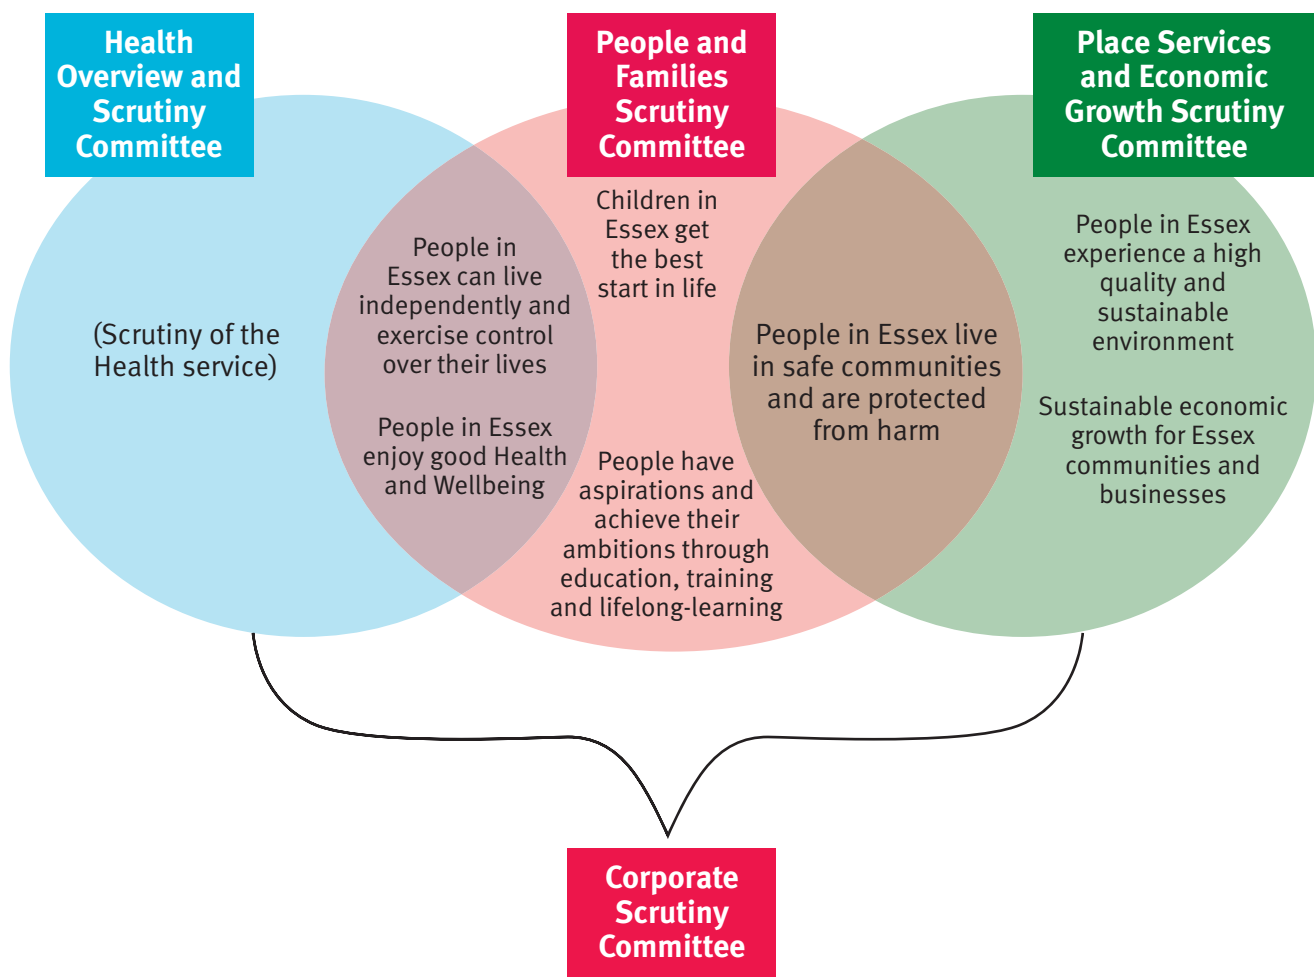 Health
Overview and
Scrutiny
Committee
People and
Families
Scrutiny
Committee
Place Services
and Economic
Growth Scrutiny
Committee
(Scrutiny of the
Health service)
People in
Essex can live
independently and
exercise control
over their lives
People in Essex
enjoy good Health
and Wellbeing
Children in
Essex get
the best
start in life
People have
aspirations and
achieve their
ambitions through
education, training
and lifelong-learning
People in Essex live
in safe communities
and are protected
from harm
People in Essex
experience a high
quality and
sustainable
environment
Sustainable economic
growth for Essex
communities and
businesses
Corporate
Scrutiny
Committee